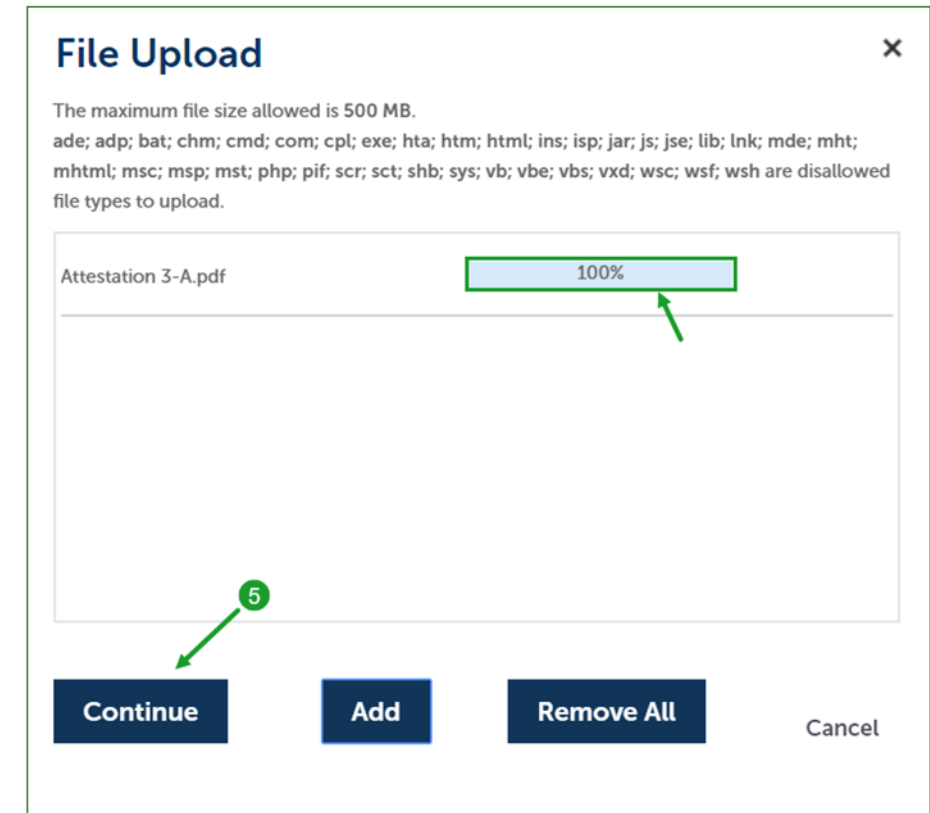 File Upload
×
The maximum file size allowed is 500 MB.
ade; adp; bat; chm; cmd; com; cpl; exe; hta; htm; html; ins; isp; jar; js; jse; lib; lnk; mde; mht;
mhtml; msc; msp; mst; php; pif; scr; sct; shb; sys; vb; vbe; vbs; vxd; wsc; wsf; wsh are disallowed
file types to upload.
Attestation 3-A.pdf 100%
5
Continue Add Remove All Cancel